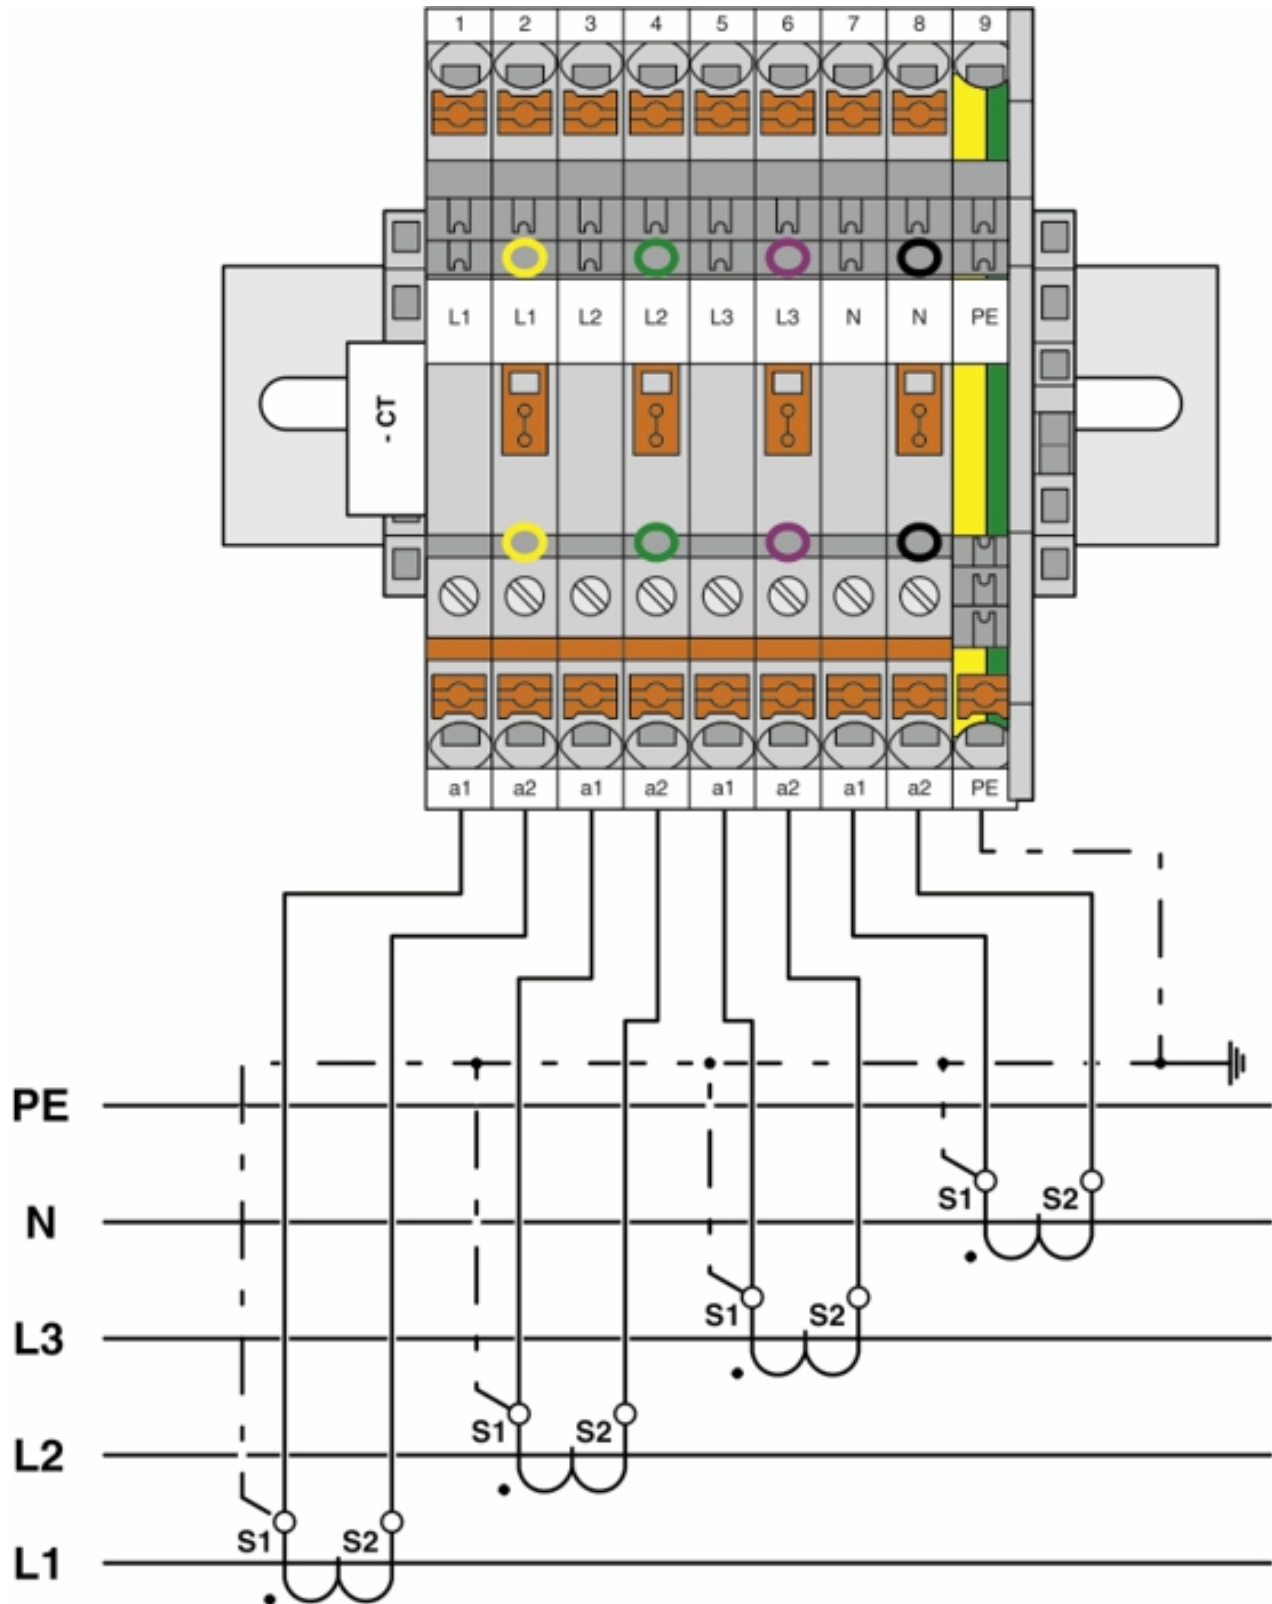 1 2 3 4 5 6 7 8 9
L1 L1 L2 L2 L3 L3 N N PE
- CT
a1 a2 a1 a2 a1 a2 a1 a2 PE
PE
S1 S2
N
S1 S2
L3
S1 S2
L2
S1 S2
L1